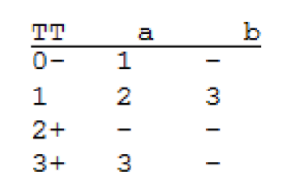 TT a b
0- 1 -
1 2 3
2+ - -
3+ 3 -